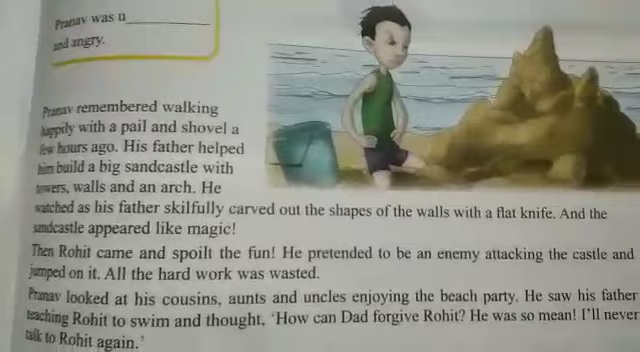 Pranav was u__________
and angry.
Pranav remembered walking
happily with a pail and shovel a
few hours ago. His father helped
him build a big sandcastle with
towers, walls and an arch. He
watched as his father skilfully carved out the shapes of the walls with a flat knife. And the
sandcastle appeared like magic!
Then Rohit came and spoilt the fun! He pretended to be an enemy attacking the castle and
jumped on it. All the hard work was wasted.
Pranav looked at his cousins, aunts and uncles enjoying the beach party. He saw his father
teaching Rohit to swim and thought, ‘How can Dad forgive Rohit? He was so mean! I’ll never
talk to Rohit again.’